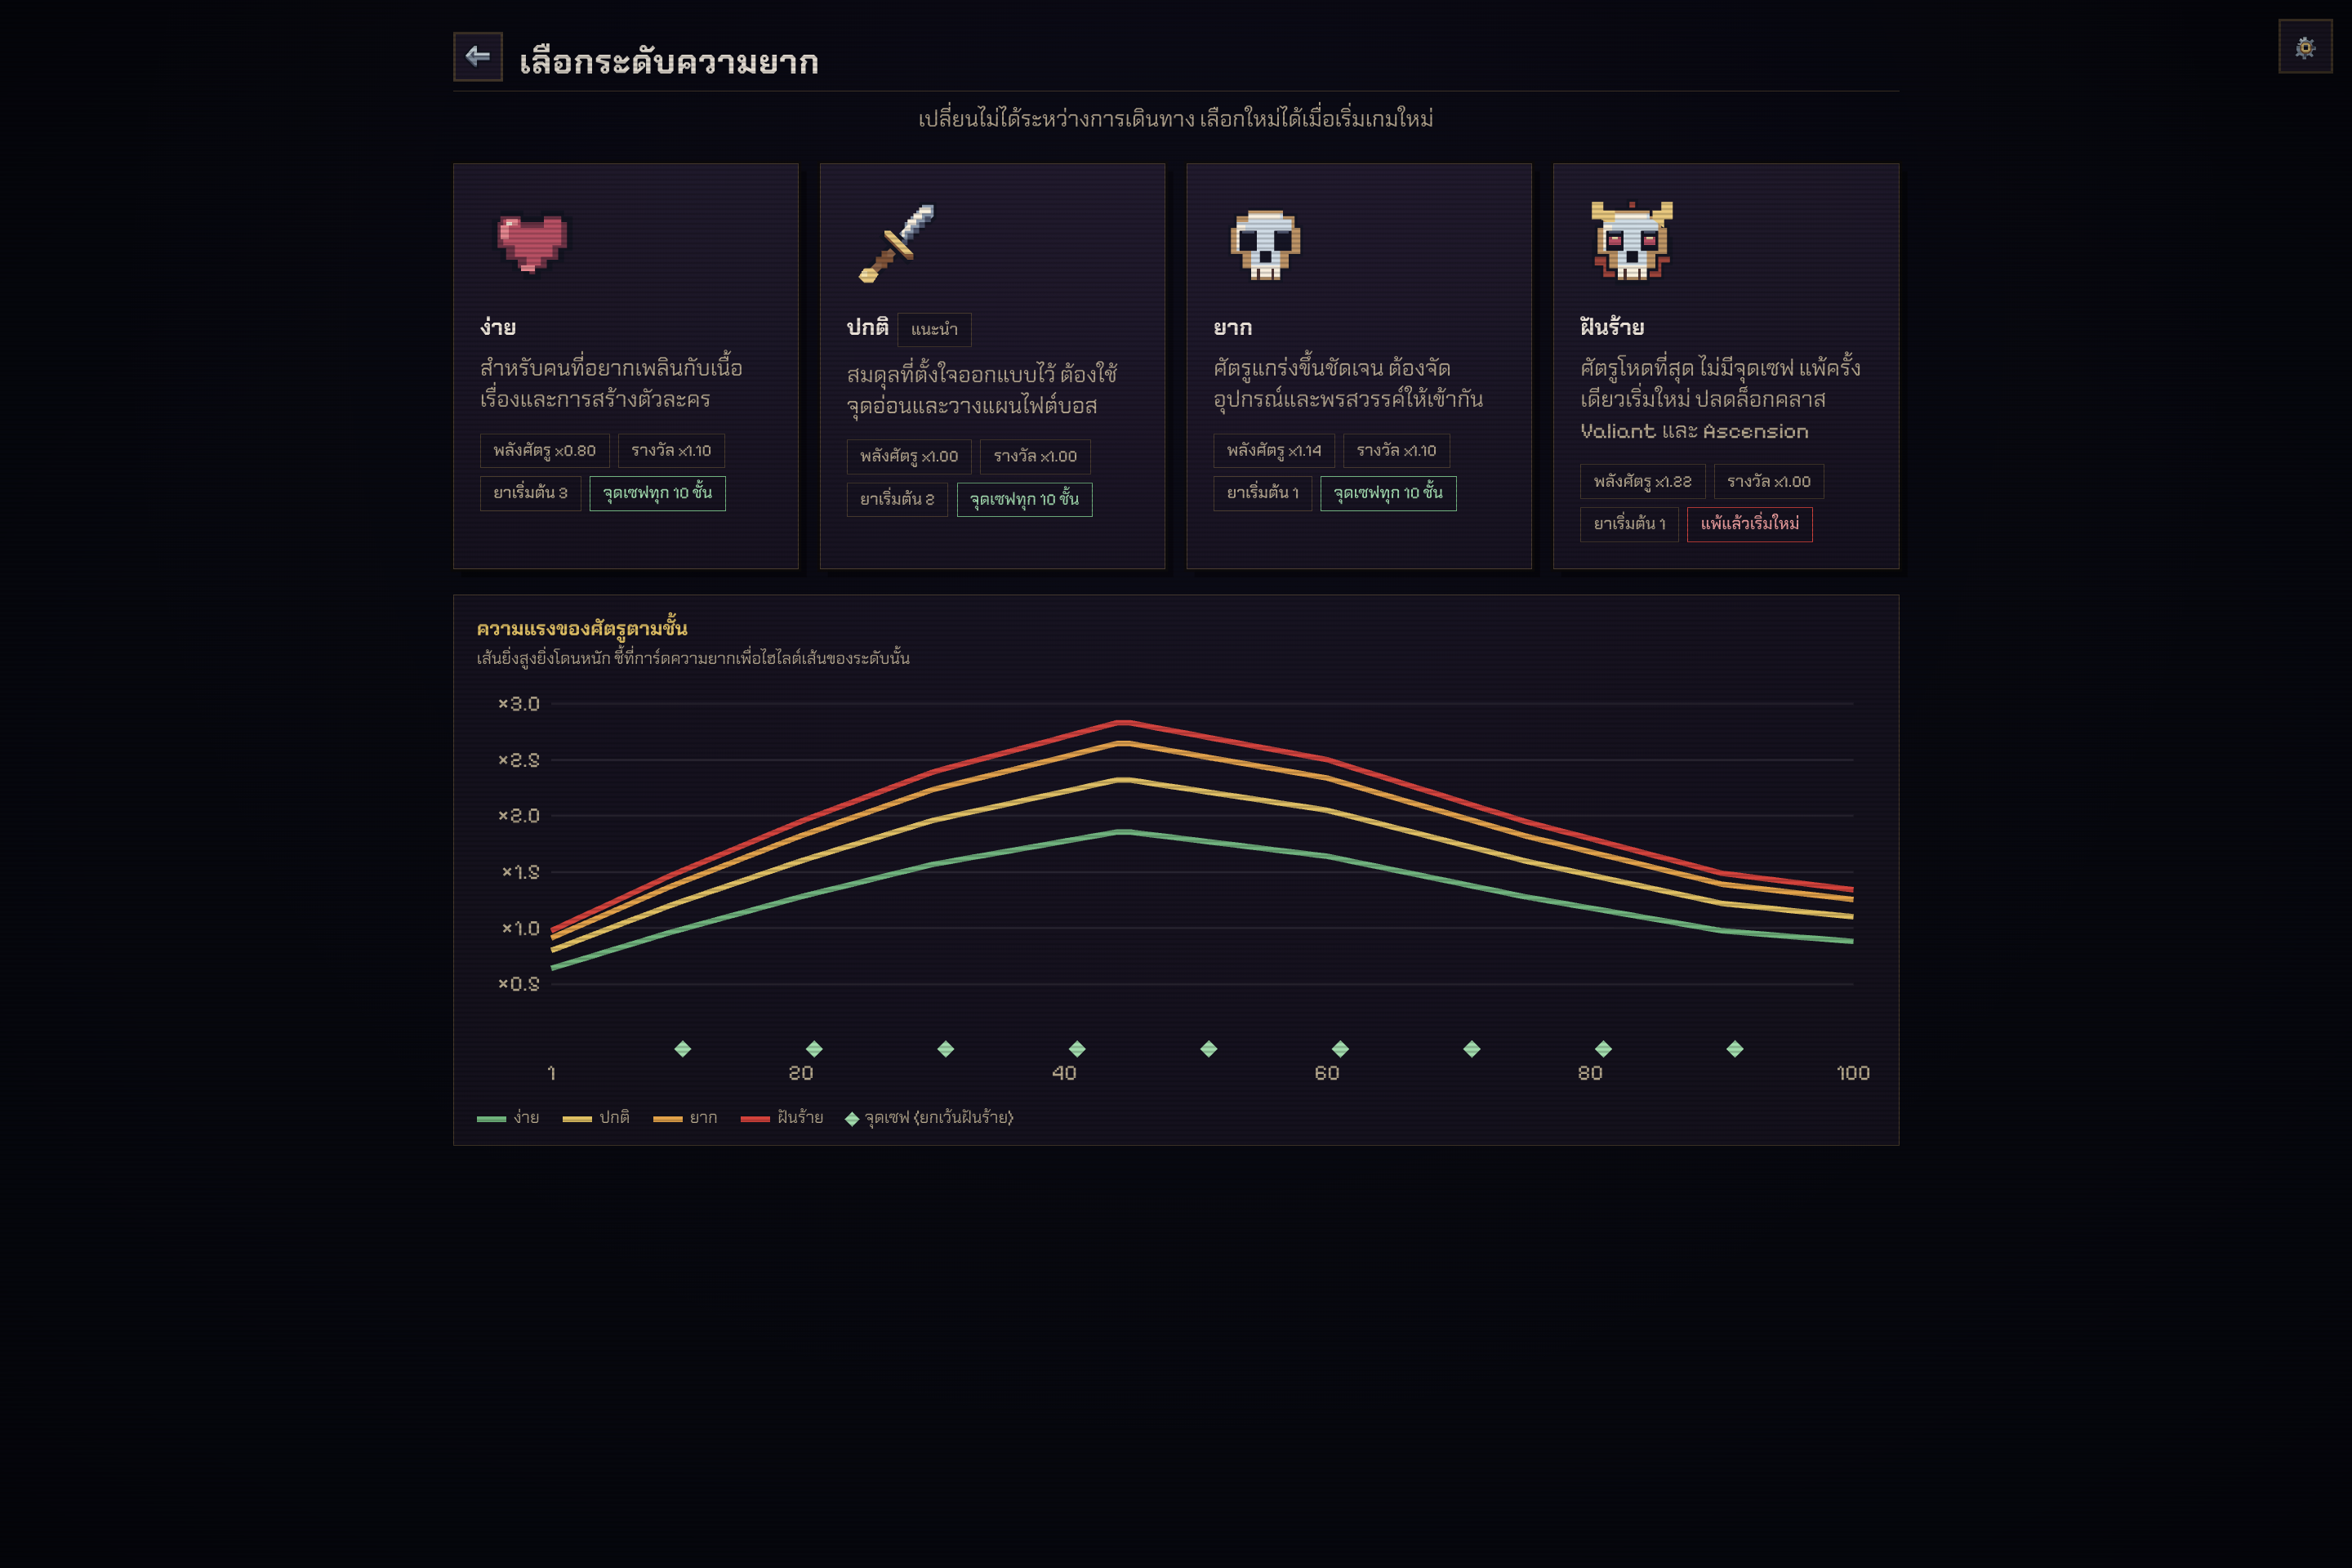 เลือกระดับความยาก
เปลี่ยนไม่ได้ระหว่างการเดินทาง เลือกใหม่ได้เมื่อเริ่มเกมใหม่
ง่าย
สำหรับคนที่อยากเพลินกับเนื้อ
เรื่องและการสร้างตัวละคร
พลังศัตรู x0.80
รางวัล x1.10
ยาเริ่มต้น 3
จุดเซฟทุก 10 ชั้น
ปกติ
แนะนำ
สมดุลที่ตั้งใจออกแบบไว้ ต้องใช้
จุดอ่อนและวางแผนไฟต์บอส
พลังศัตรู x1.00
รางวัล x1.00
ยาเริ่มต้น 2
จุดเซฟทุก 10 ชั้น
ยาก
ศัตรูแกร่งขึ้นชัดเจน ต้องจัด
อุปกรณ์และพรสวรรค์ให้เข้ากัน
พลังศัตรู x1.14
รางวัล x1.10
ยาเริ่มต้น 1
จุดเซฟทุก 10 ชั้น
ฝันร้าย
ศัตรูโหดที่สุด ไม่มีจุดเซฟ แพ้ครั้ง
เดียวเริ่มใหม่ ปลดล็อกคลาส
Valiant และ Ascension
พลังศัตรู x1.22
รางวัล x1.00
ยาเริ่มต้น 1
แพ้แล้วเริ่มใหม่
ความแรงของศัตรูตามชั้น
เส้นยิ่งสูงยิ่งโดนหนัก ชี้ที่การ์ดความยากเพื่อไฮไลต์เส้นของระดับนั้น
×3.0
×2.5
×2.0
×1.5
×1.0
×0.5
1 20 40 60 80 100
ง่าย ปกติ ยาก ฝันร้าย จุดเซฟ (ยกเว้นฝันร้าย)